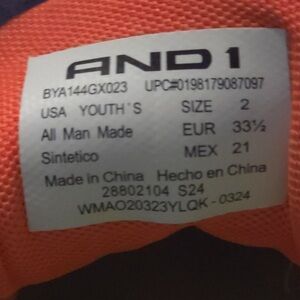 AND1
BYA144GX023 UPC#0198179087097
USA YOUTH'S SIZE 2
All Man Made EUR 33½
Sintetico MEX 21
Made in China Hecho en China
28802104 S24
WMAO20323YLQK-0324